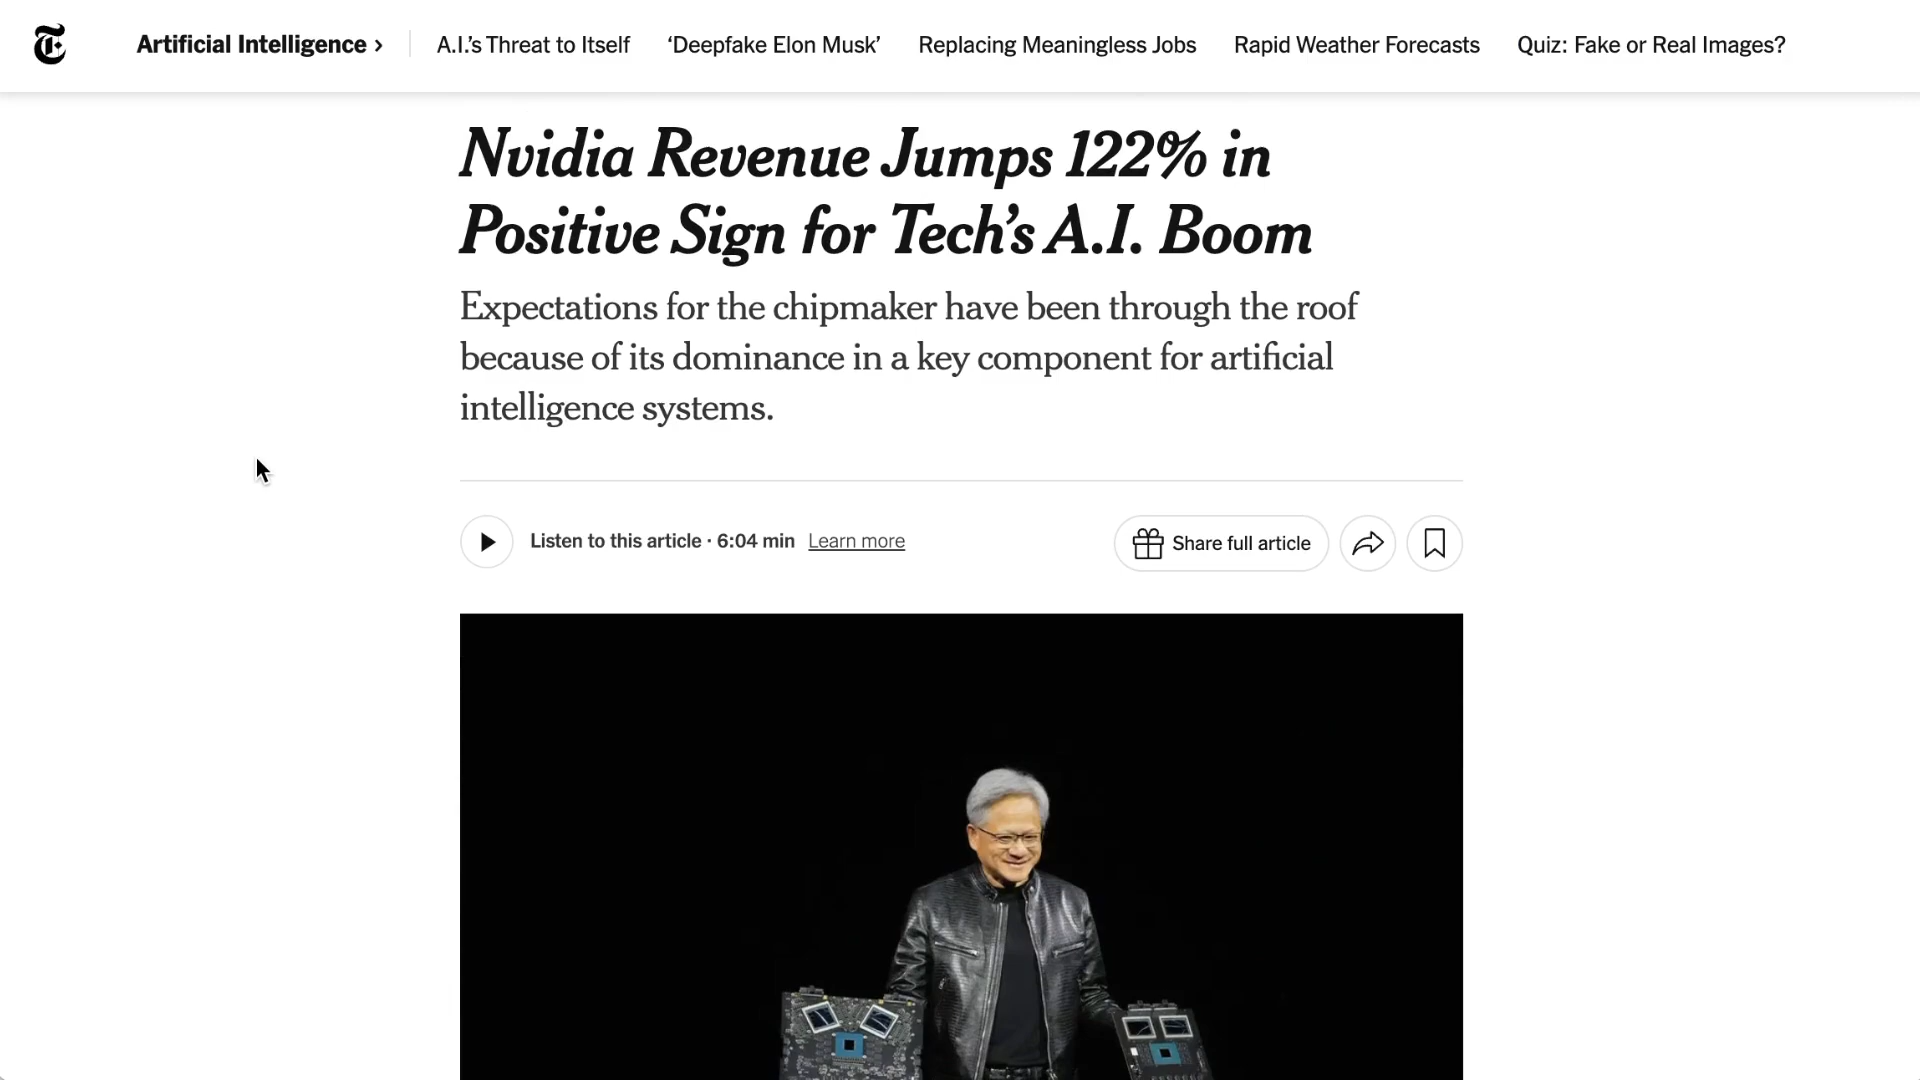 Artificial Intelligence ›
A.I.'s Threat to Itself
‘Deepfake Elon Musk’
Replacing Meaningless Jobs
Rapid Weather Forecasts
Quiz: Fake or Real Images?
Nvidia Revenue Jumps 122% in
Positive Sign for Tech’s A.I. Boom
Expectations for the chipmaker have been through the roof
because of its dominance in a key component for artificial
intelligence systems.
Listen to this article · 6:04 min Learn more
Share full article